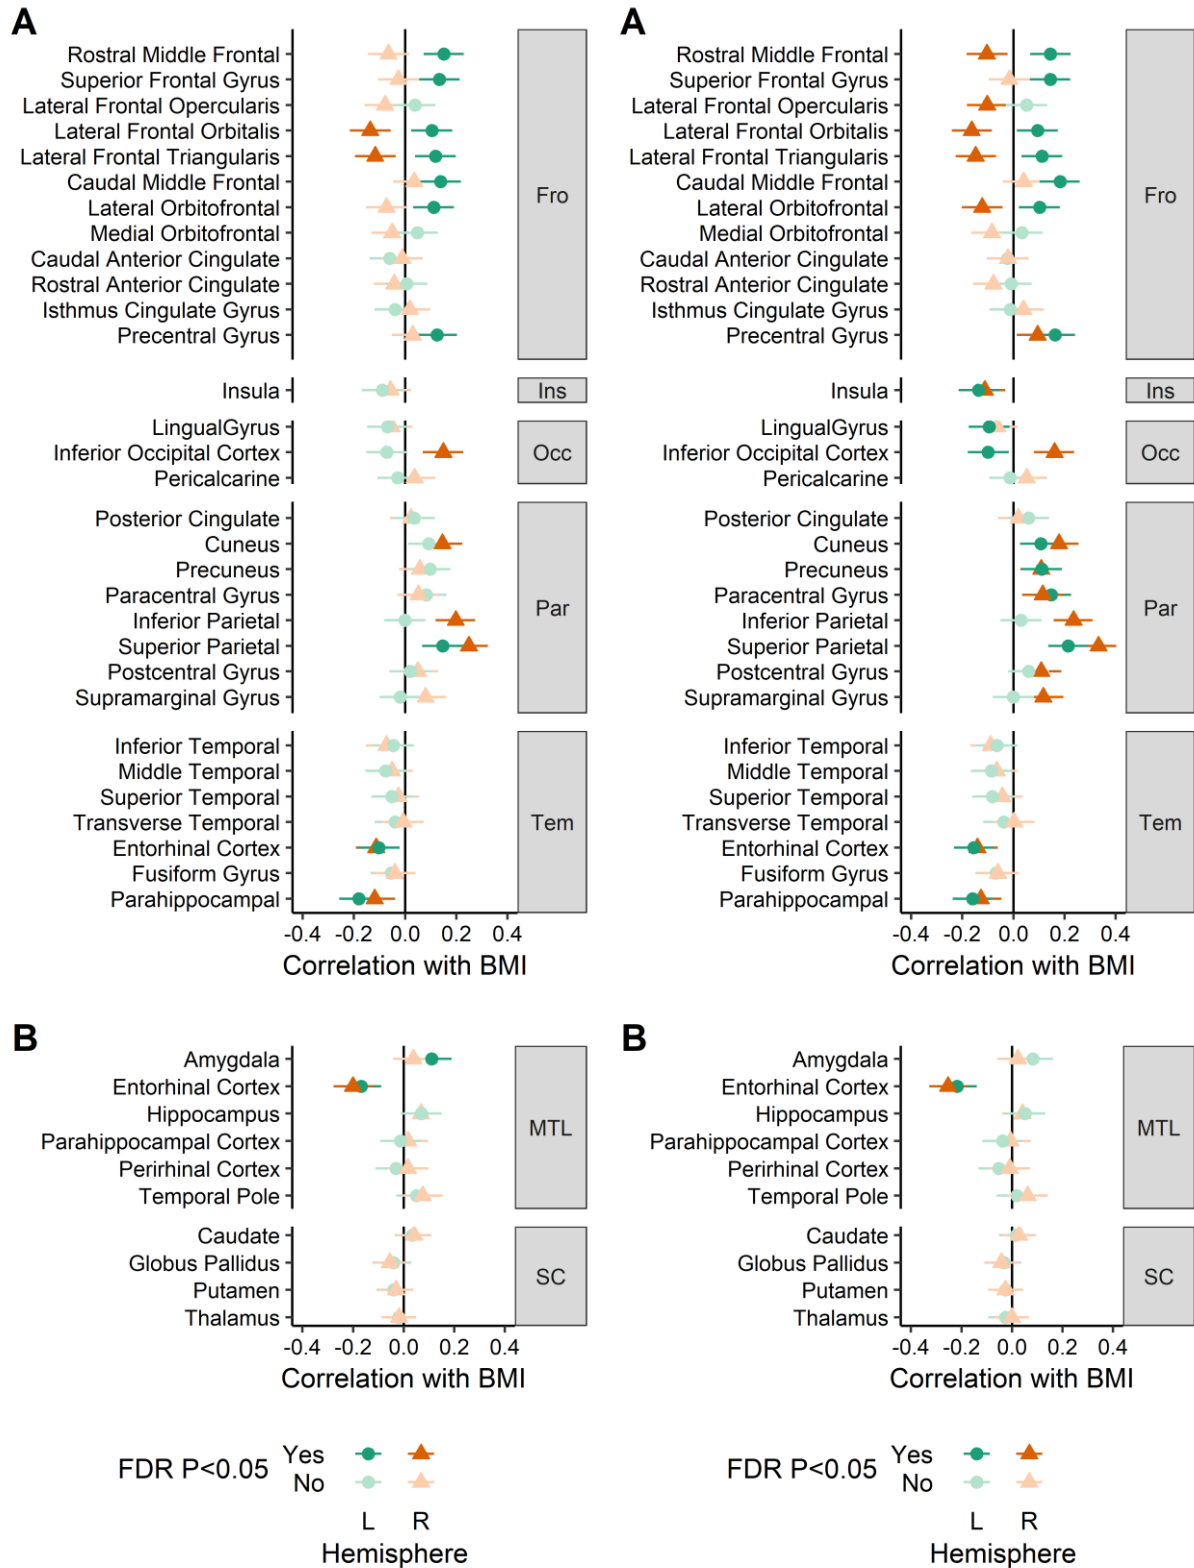 A
Rostral Middle Frontal
Superior Frontal Gyrus
Lateral Frontal Opercularis
Lateral Frontal Orbitalis
Lateral Frontal Triangularis
Caudal Middle Frontal
Lateral Orbitofrontal
Medial Orbitofrontal
Caudal Anterior Cingulate
Rostral Anterior Cingulate
Isthmus Cingulate Gyrus
Precentral Gyrus
Fro
Insula
Ins
LingualGyrus
Inferior Occipital Cortex
Pericalcarine
Occ
Posterior Cingulate
Cuneus
Precuneus
Paracentral Gyrus
Inferior Parietal
Superior Parietal
Postcentral Gyrus
Supramarginal Gyrus
Par
Inferior Temporal
Middle Temporal
Superior Temporal
Transverse Temporal
Entorhinal Cortex
Fusiform Gyrus
Parahippocampal
Tem
-0.4 -0.2 0.0 0.2 0.4
Correlation with BMI
B
Amygdala
Entorhinal Cortex
Hippocampus
Parahippocampal Cortex
Perirhinal Cortex
Temporal Pole
MTL
Caudate
Globus Pallidus
Putamen
Thalamus
SC
-0.4 -0.2 0.0 0.2 0.4
Correlation with BMI
FDR P<0.05
Yes
No
L R
Hemisphere
A
Rostral Middle Frontal
Superior Frontal Gyrus
Lateral Frontal Opercularis
Lateral Frontal Orbitalis
Lateral Frontal Triangularis
Caudal Middle Frontal
Lateral Orbitofrontal
Medial Orbitofrontal
Caudal Anterior Cingulate
Rostral Anterior Cingulate
Isthmus Cingulate Gyrus
Precentral Gyrus
Fro
Insula
Ins
LingualGyrus
Inferior Occipital Cortex
Pericalcarine
Occ
Posterior Cingulate
Cuneus
Precuneus
Paracentral Gyrus
Inferior Parietal
Superior Parietal
Postcentral Gyrus
Supramarginal Gyrus
Par
Inferior Temporal
Middle Temporal
Superior Temporal
Transverse Temporal
Entorhinal Cortex
Fusiform Gyrus
Parahippocampal
Tem
-0.4 -0.2 0.0 0.2 0.4
Correlation with BMI
B
Amygdala
Entorhinal Cortex
Hippocampus
Parahippocampal Cortex
Perirhinal Cortex
Temporal Pole
MTL
Caudate
Globus Pallidus
Putamen
Thalamus
SC
-0.4 -0.2 0.0 0.2 0.4
Correlation with BMI
FDR P<0.05
Yes
No
L R
Hemisphere